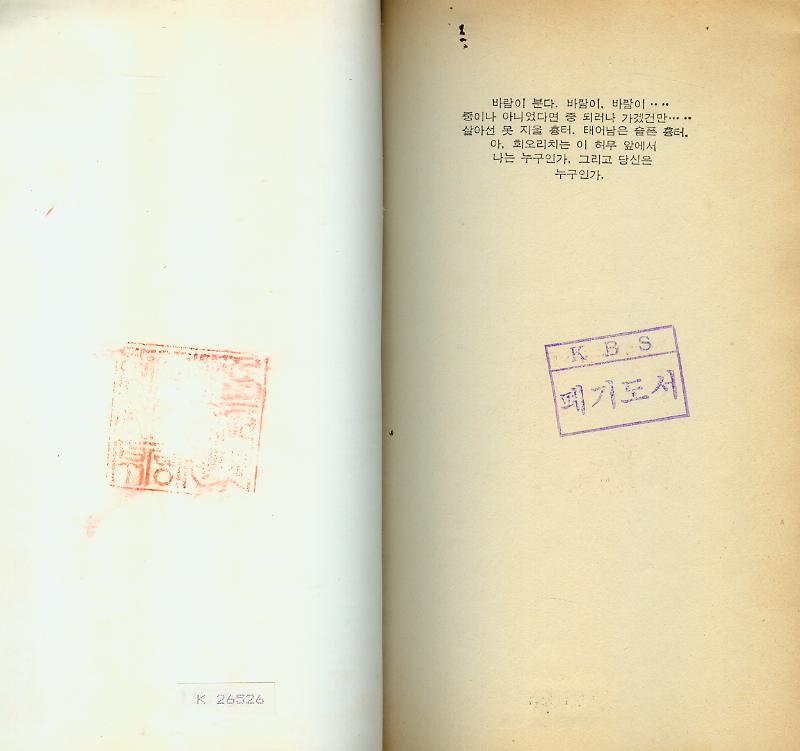 바람이 분다. 바람이, 바람이‥‥
중이나 아니었다면 중 되러나 가겠건만…‥
살아선 못 지울 흉터. 태어남은 슬픈 흉터.
아, 회오리치는 이 허무 앞에서
나는 누구인가. 그리고 당신은
누구인가.
K B S
폐기도서
K 26526